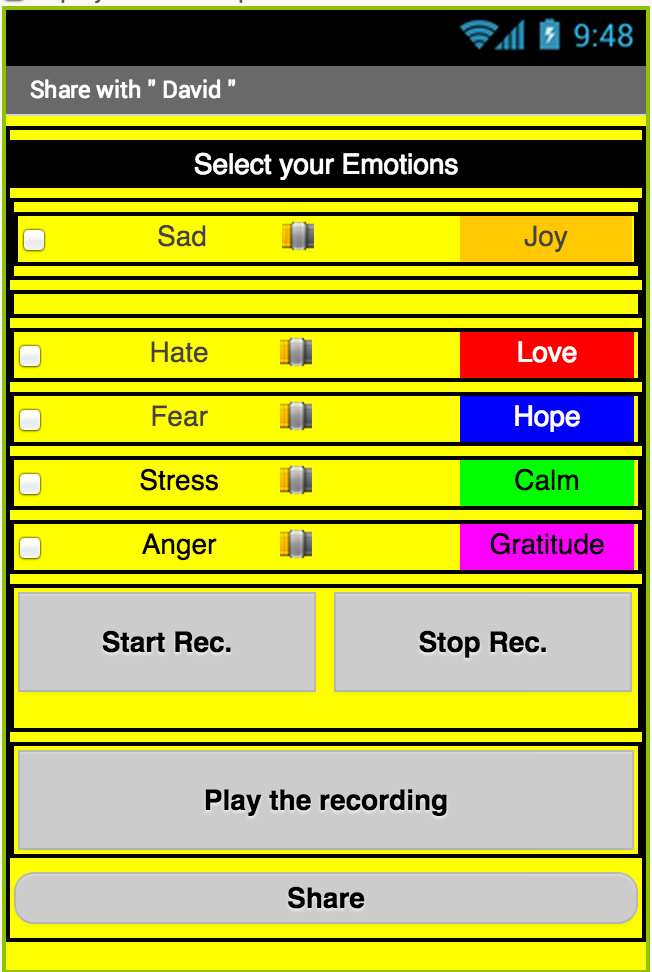 9:48
Share with " David "
Select your Emotions
Sad Joy
Hate Love
Fear Hope
Stress Calm
Anger Gratitude
Start Rec. Stop Rec.
Play the recording
Share